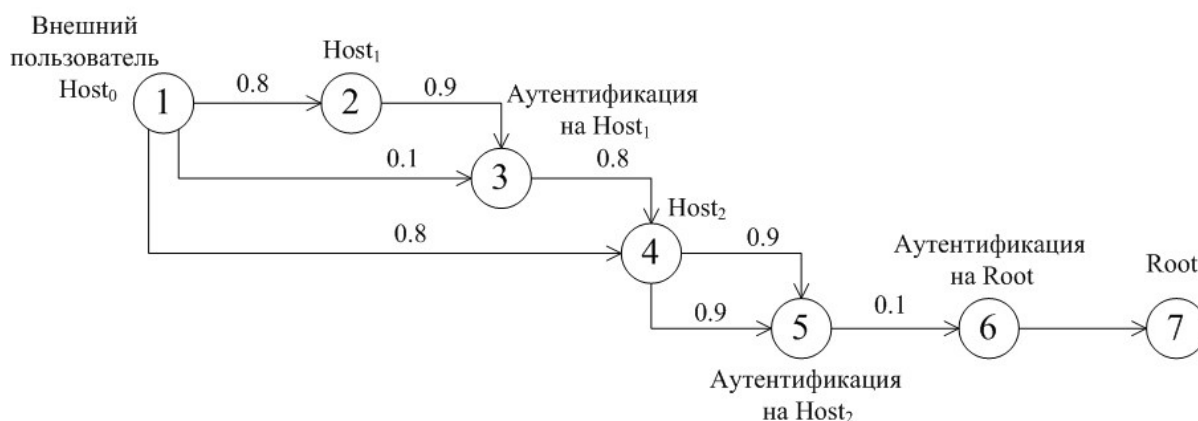 Внешний
пользователь
Host₀
1
0.8
Host₁
2
0.9
Аутентификация
на Host₁
0.1
3
0.8
Host₂
0.8
4
0.9
0.9
Аутентификация
на Root
Root
5
0.1
6
7
Аутентификация
на Host₂